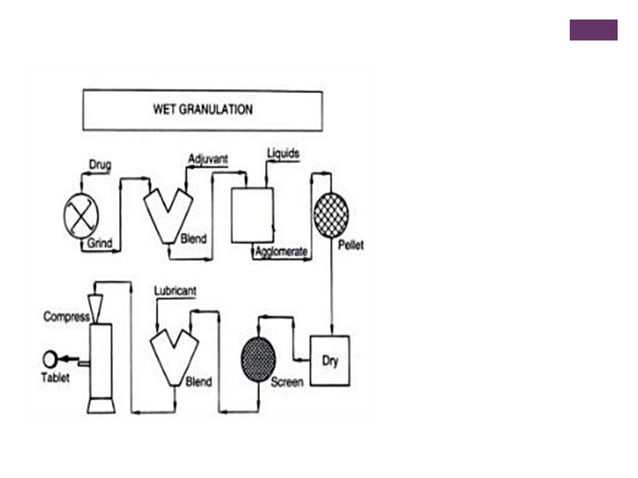 WET GRANULATION
Drug
Adjuvant
Liquids
Grind
Blend
Agglomerate
Pellet
Lubricant
Compress
Tablet
Blend
Screen
Dry